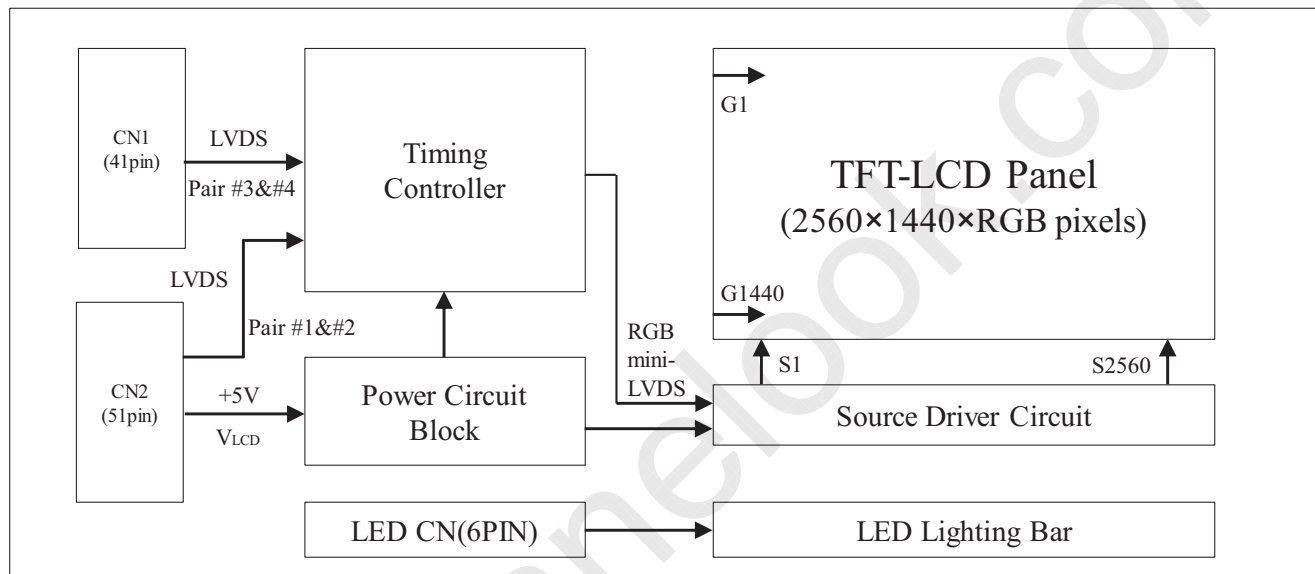 CN1
(41pin)
LVDS
Pair #3&#4
Timing
Controller
G1
TFT-LCD Panel
(2560×1440×RGB pixels)
G1440
LVDS
Pair #1&#2
CN2
(51pin)
+5V
VLCD
Power Circuit
Block
RGB
mini-
LVDS
S1
S2560
Source Driver Circuit
LED CN(6PIN)
LED Lighting Bar